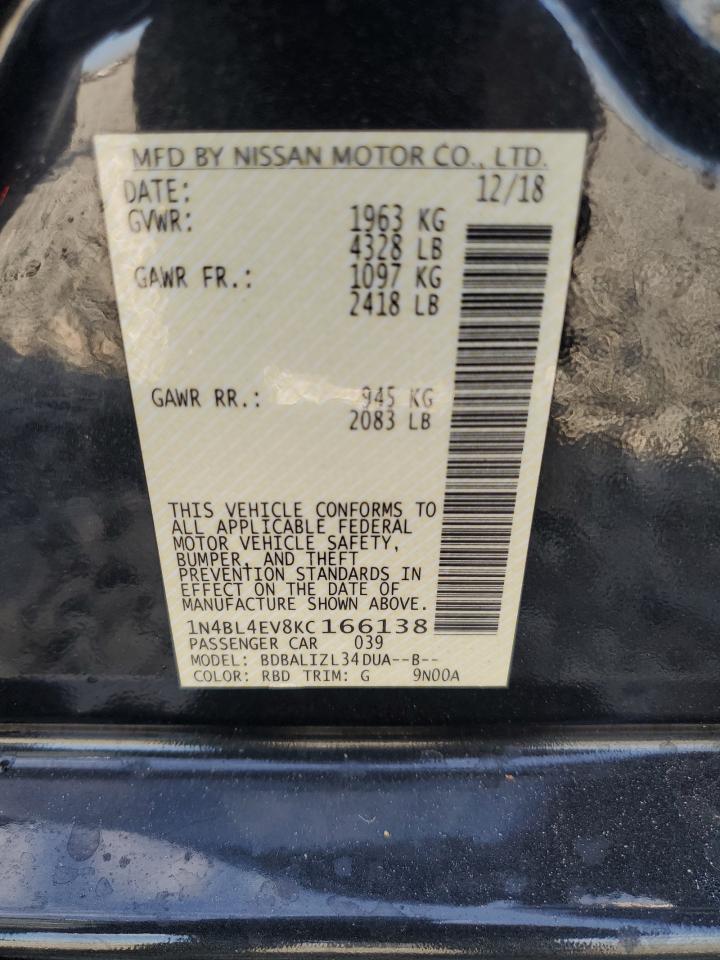 MFD BY NISSAN MOTOR CO., LTD.
DATE: 12/18
GVWR: 1963 KG
4328 LB
GAWR FR.: 1097 KG
2418 LB
GAWR RR.: 945 KG
2083 LB
THIS VEHICLE CONFORMS TO
ALL APPLICABLE FEDERAL
MOTOR VEHICLE SAFETY,
BUMPER, AND THEFT
PREVENTION STANDARDS IN
EFFECT ON THE DATE OF
MANUFACTURE SHOWN ABOVE.
1N4BL4EV8KC166138
PASSENGER CAR 039
MODEL: BDBALIZL34DUA--B--
COLOR: RBD TRIM: G 9N00A